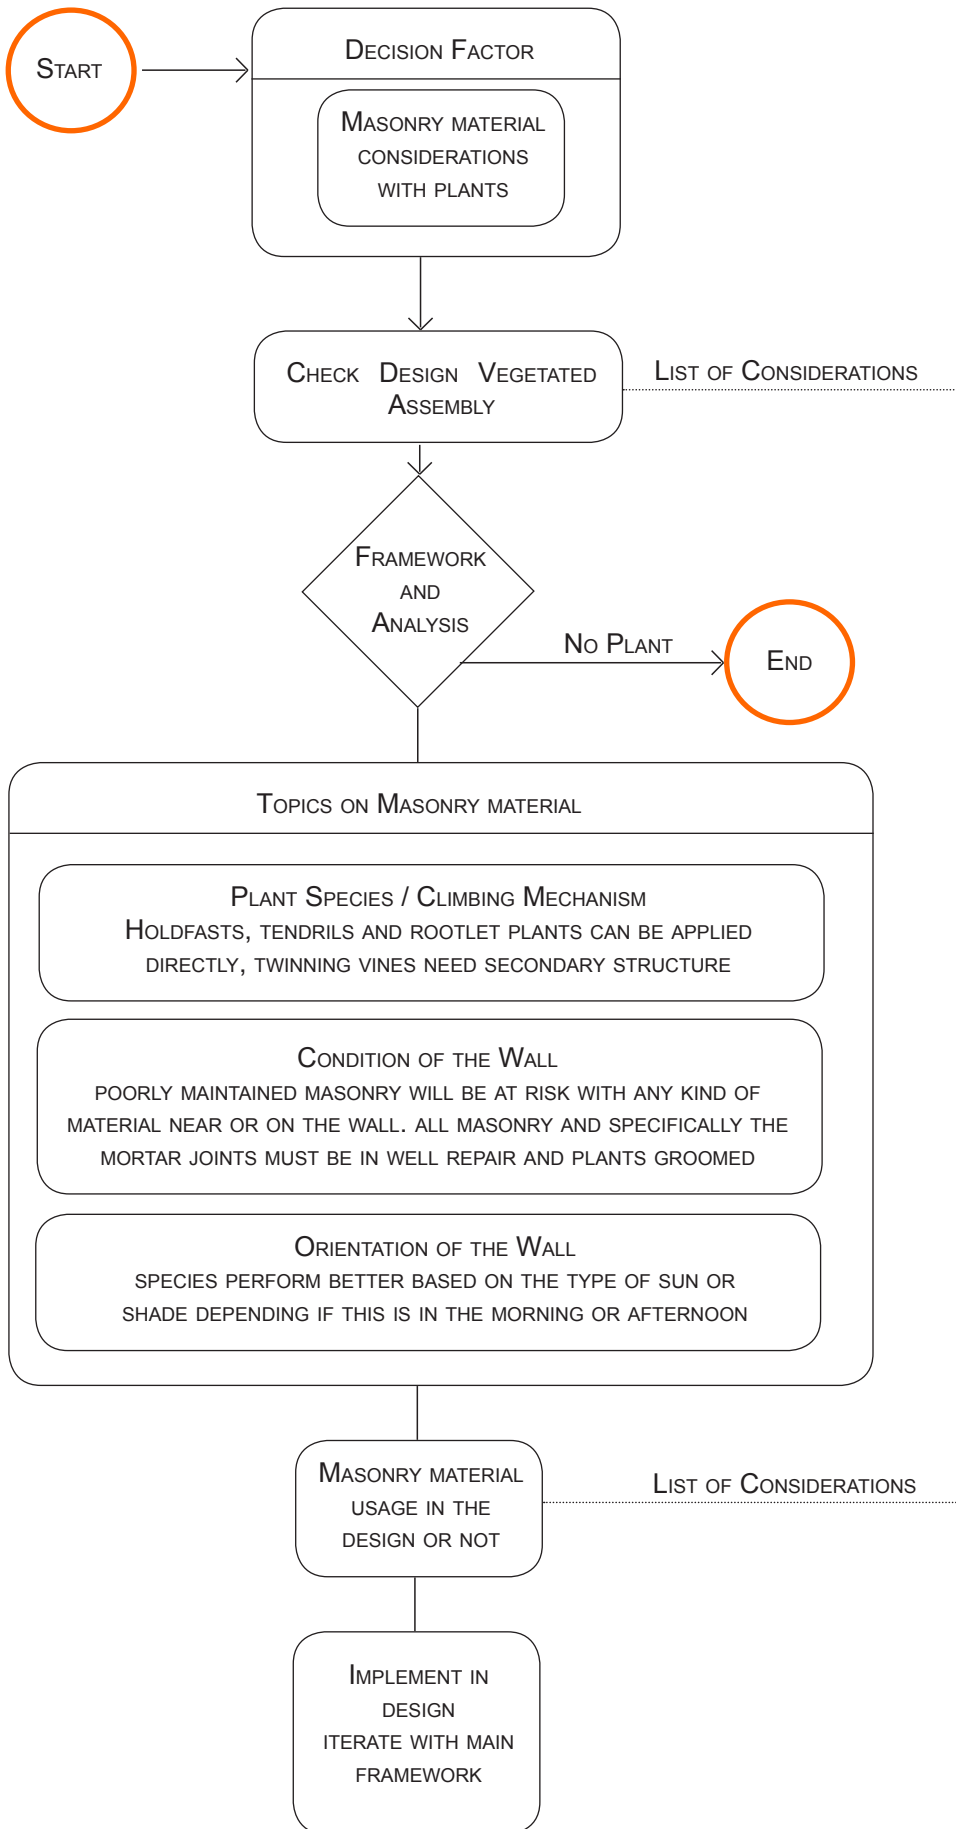 Start
Decision Factor
Masonry material
considerations
with plants
Check Design Vegetated
Assembly
List of Considerations
Framework
and
Analysis
No Plant
End
Topics on Masonry material
Plant Species / Climbing Mechanism
Holdfasts, tendrils and rootlet plants can be applied
directly, twinning vines need secondary structure
Condition of the Wall
poorly maintained masonry will be at risk with any kind of
material near or on the wall. all masonry and specifically the
mortar joints must be in well repair and plants groomed
Orientation of the Wall
species perform better based on the type of sun or
shade depending if this is in the morning or afternoon
Masonry material
usage in the
design or not
List of Considerations
Implement in
design
iterate with main
framework